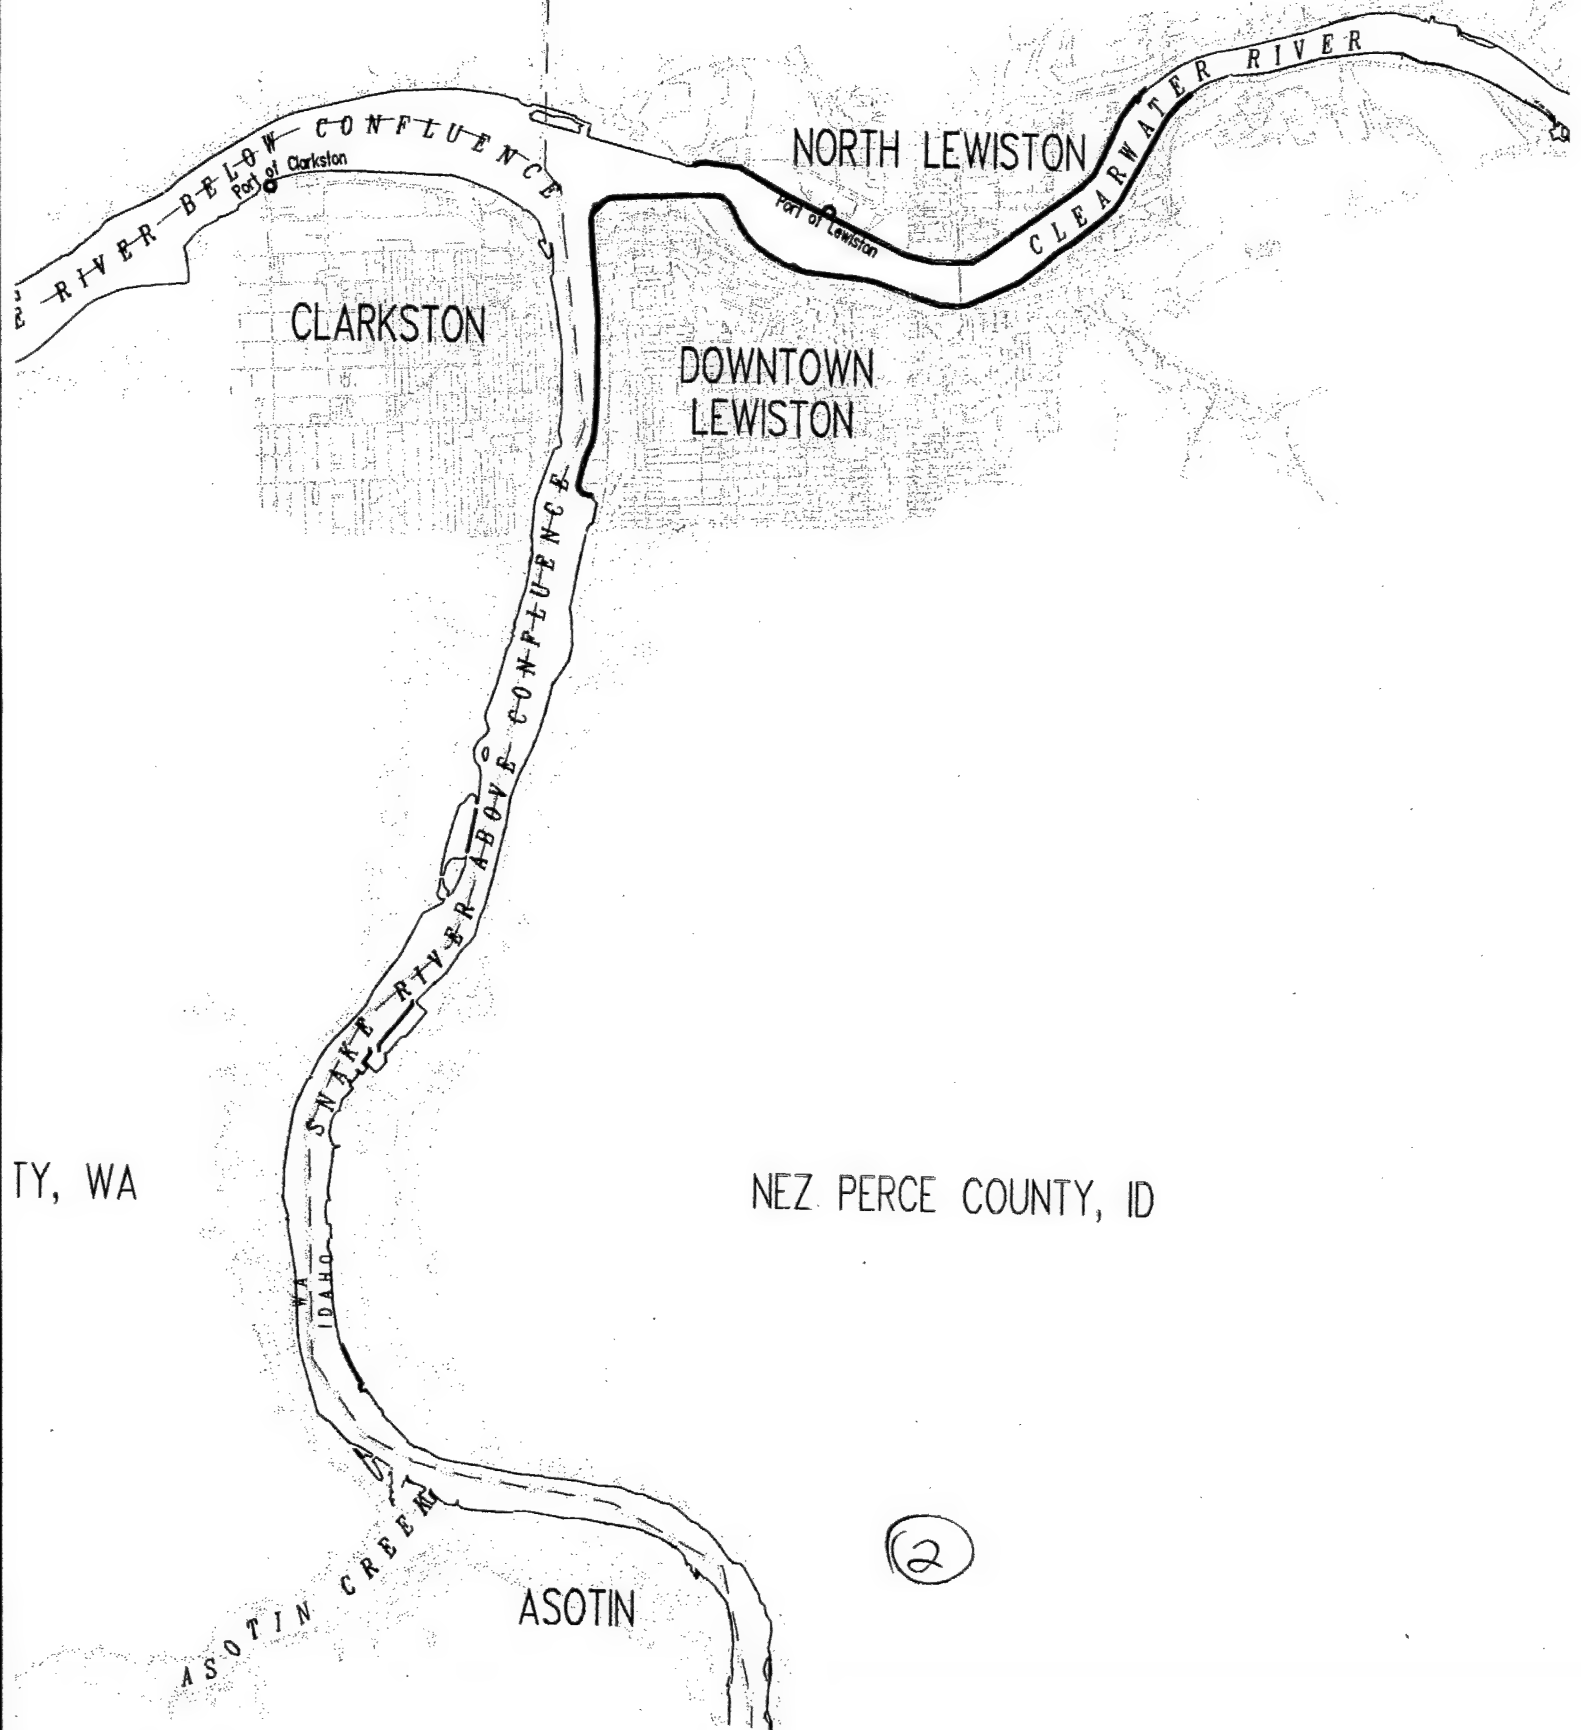 CLEARWATER RIVER
NORTH LEWISTON
RIVER BELOW CONFLUENCE
Port of Clarkston
Port of Lewiston
CLARKSTON
DOWNTOWN
LEWISTON
SNAKE RIVER ABOVE CONFLUENCE
TY, WA
NEZ PERCE COUNTY, ID
WA
IDAHO
2
ASOTIN CREEK
ASOTIN